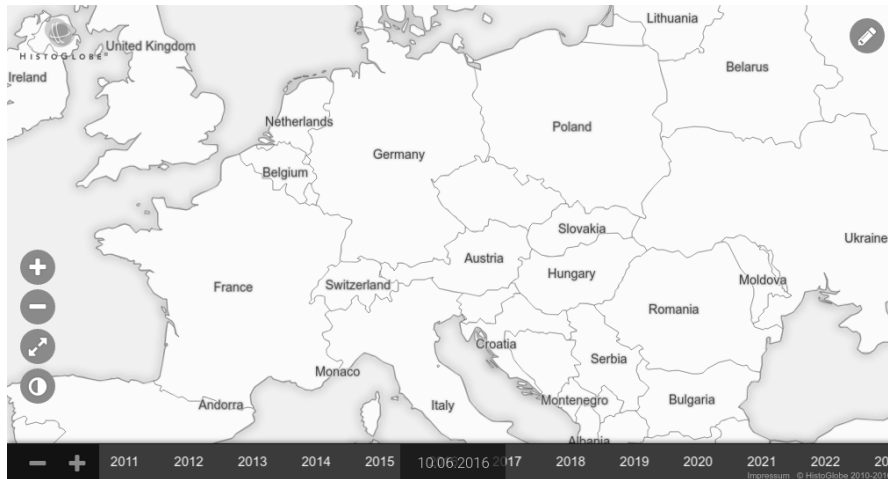 Lithuania
United Kingdom
HISTOGLOBE®
Ireland
Belarus
Netherlands
Poland
Germany
Belgium
Slovakia
Ukraine
Austria
Hungary
Moldova
France
Switzerland
Romania
Croatia
Serbia
Monaco
Andorra
Italy
Montenegro
Bulgaria
Albania
2011 2012 2013 2014 2015 10.06.2016 2017 2018 2019 2020 2021 2022
Impressum © HistoGlobe 2010-